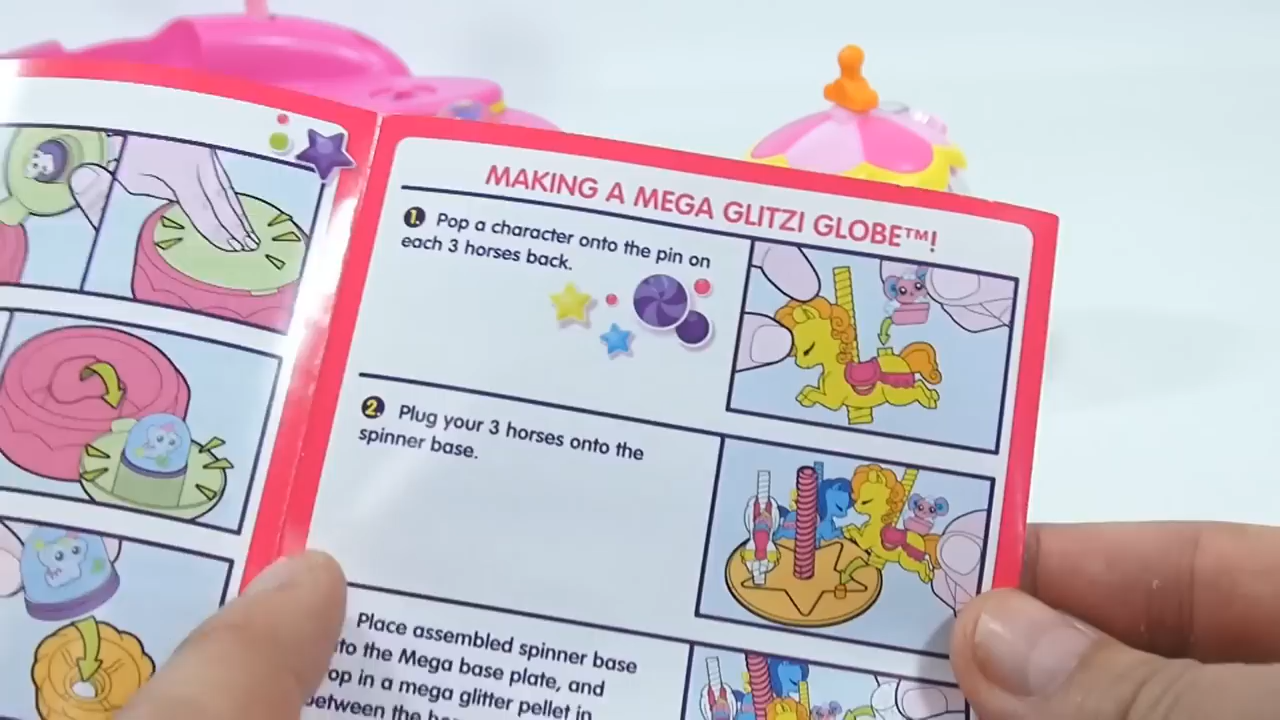 MAKING A MEGA GLITZI GLOBE™!
1. Pop a character onto the pin on
each 3 horses back.
2. Plug your 3 horses onto the
spinner base.
Place assembled spinner base
the Mega base plate, and
in a mega glitter pellet in
between the